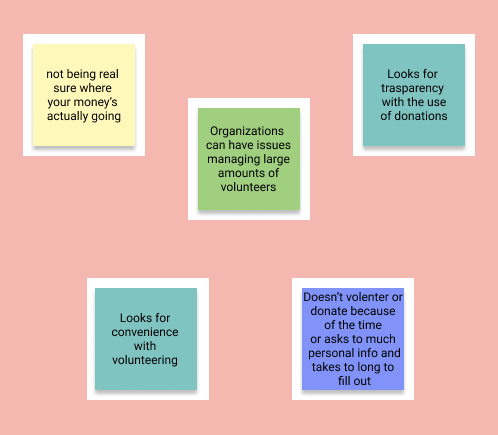 not being real
sure where
your money's
actually going
Looks for
trasparency
with the use
of donations
Organizations
can have issues
managing large
amounts of
volunteers
Looks for
convenience
with
volunteering
Doesn't volenter or
donate because
of the time
or asks to much
personal info and
takes to long to
fill out